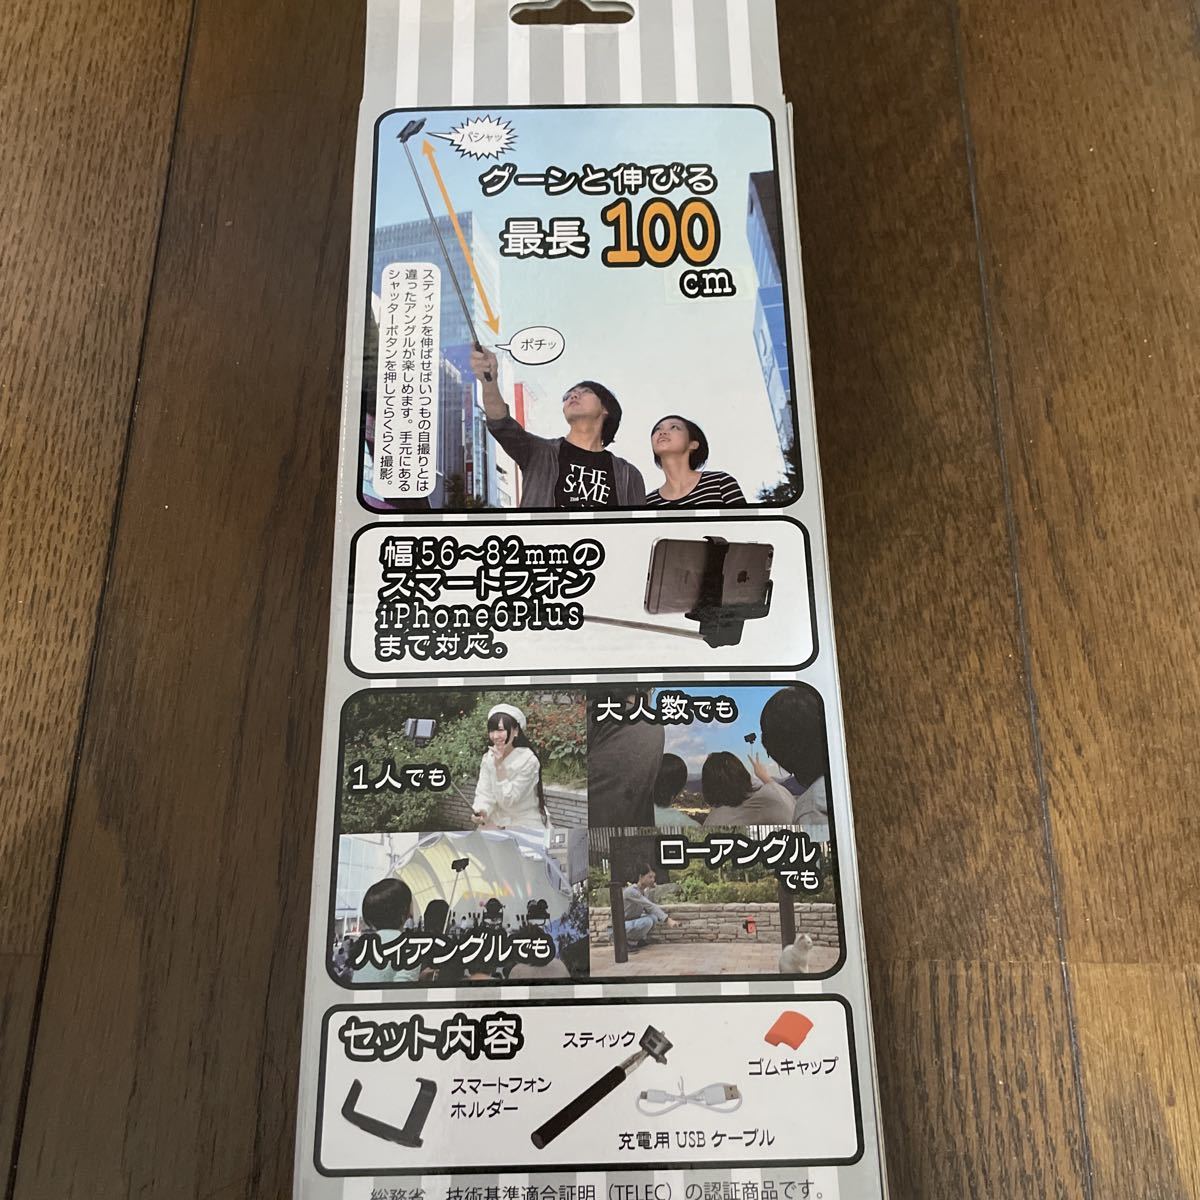 パシャッ
グーンと伸びる
最長100
cm
スティックを伸ばせばいつもの自撮りとは
違ったアングルが楽しめます。手元にある
シャッターボタンを押してらくらく撮影。
ポチッ
THE
SAME
幅56～82mmの
スマートフォン
iPhone6Plus
まで対応。
1人でも
大人数でも
ハイアングルでも
ローアングル
でも
セット内容
スティック
ゴムキャップ
スマートフォン
ホルダー
充電用USBケーブル
総務省 技術基準適合証明（TELEC）の認証商品です。